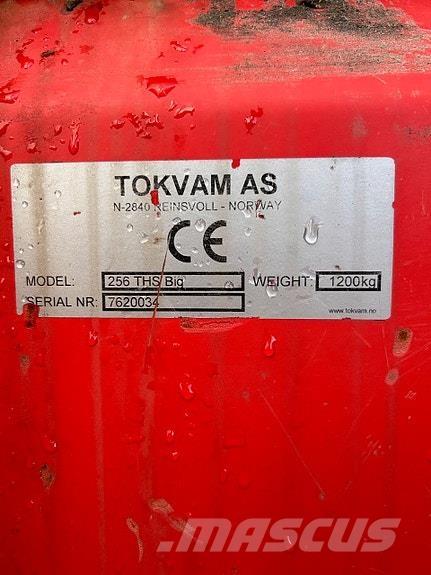 TOKVAM AS
N-2840 REINSVOLL - NORWAY
CE
MODEL: 256 THS Big WEIGHT: 1200kg
SERIAL NR: 7620034
www.tokvam.no
MASCUS